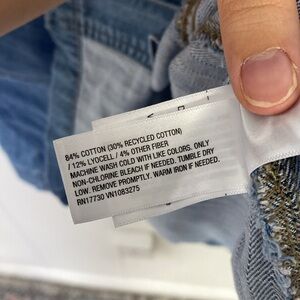 84% COTTON (30% RECYCLED COTTON)
/ 12% LYOCELL / 4% OTHER FIBER
MACHINE WASH COLD WITH LIKE COLORS. ONLY
NON-CHLORINE BLEACH IF NEEDED. TUMBLE DRY
LOW. REMOVE PROMPTLY. WARM IRON IF NEEDED.
RN17730 VN1083275